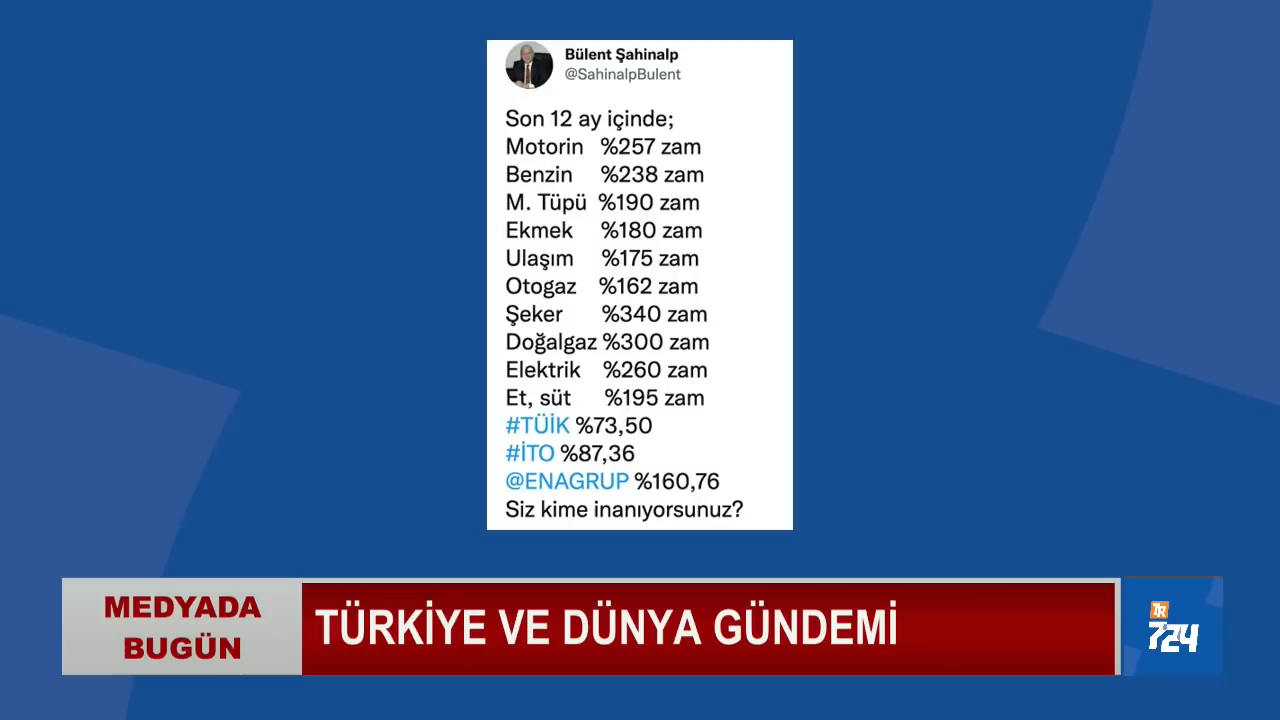 Bülent Şahinalp
@SahinalpBulent
Son 12 ay içinde;
Motorin %257 zam
Benzin %238 zam
M. Tüpü %190 zam
Ekmek %180 zam
Ulaşım %175 zam
Otogaz %162 zam
Şeker %340 zam
Doğalgaz %300 zam
Elektrik %260 zam
Et, süt %195 zam
#TÜİK %73,50
#İTO %87,36
@ENAGRUP %160,76
Siz kime inanıyorsunuz?
MEDYADA
BUGÜN
TÜRKİYE VE DÜNYA GÜNDEMİ
TR
7/24